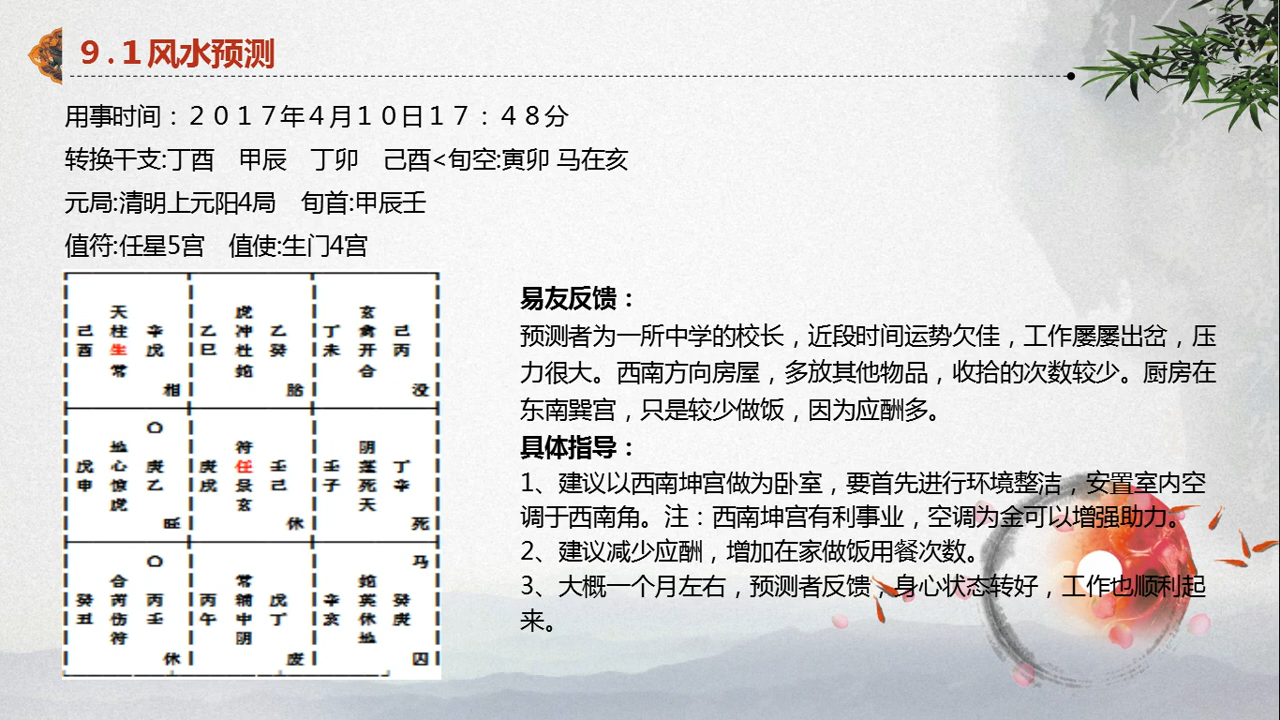 9.1风水预测
用事时间：２０１７年４月１０日１７：４８分
转换干支:丁酉　甲辰　丁卯　己酉<旬空:寅卯 马在亥
元局:清明上元阳4局　旬首:甲辰壬
值符:任星5宫　值使:生门4宫
天 虎 玄
己 柱 辛 乙 冲 乙 丁 禽 己
酉 生 戊 巳 杜 癸 未 开 丙
常 蛇 合
相 胎 没
〇
地 符 阴
戊 心 庚 庚 任 壬 壬 蓬 丁
申 惊 乙 戌 景 己 子 死 辛
虎 玄 天
旺 休 死
〇 马
合 常 蛇
癸 芮 丙 丙 辅 戊 辛 英 癸
丑 伤 壬 午 中 丁 亥 休 庚
符 阴 地
休 废 囚
易友反馈：
预测者为一所中学的校长，近段时间运势欠佳，工作屡屡出岔，压
力很大。西南方向房屋，多放其他物品，收拾的次数较少。厨房在
东南巽宫，只是较少做饭，因为应酬多。
具体指导：
1、建议以西南坤宫做为卧室，要首先进行环境整洁，安置室内空
调于西南角。注：西南坤宫有利事业，空调为金可以增强助力。
2、建议减少应酬，增加在家做饭用餐次数。
3、大概一个月左右，预测者反馈，身心状态转好，工作也顺利起
来。